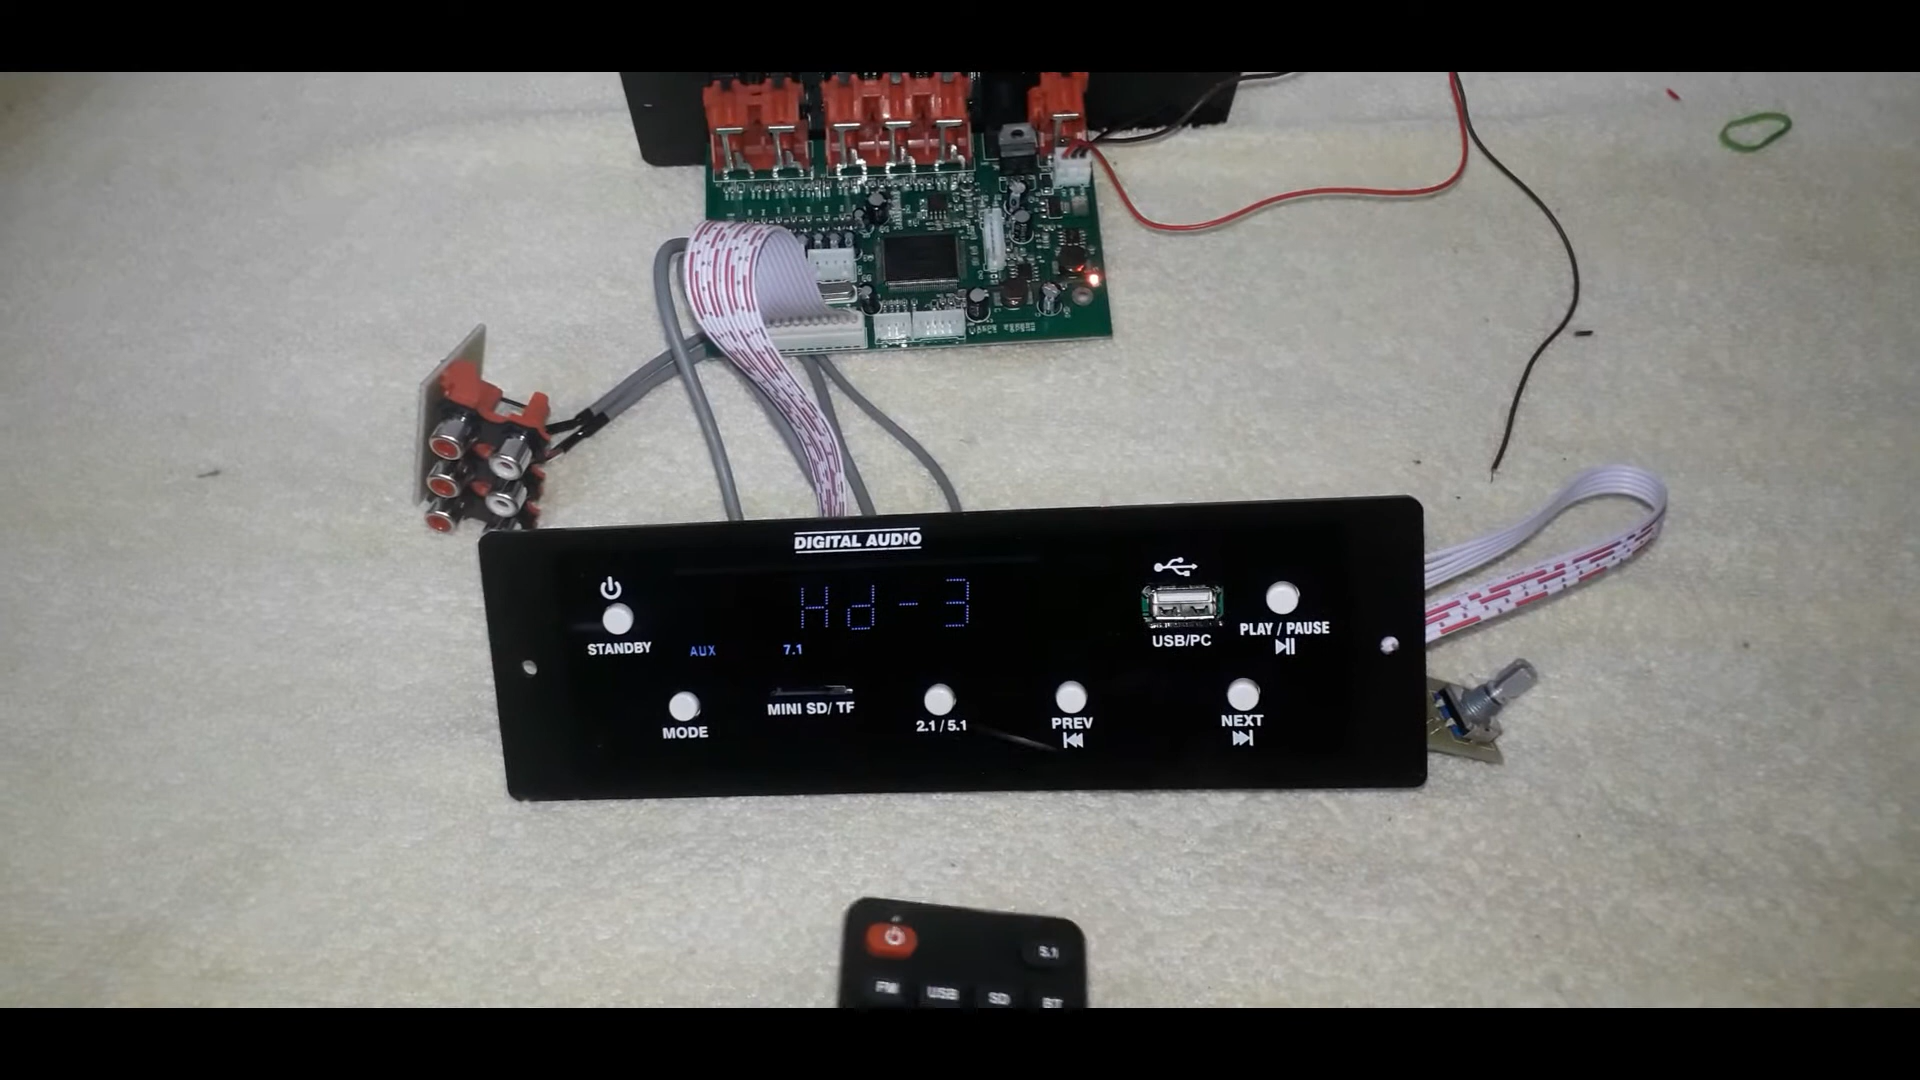 DIGITAL AUDIO
Hd-3
STANDBY
AUX
7.1
USB/PC
PLAY / PAUSE
MODE
MINI SD/ TF
2.1 / 5.1
PREV
NEXT
5.1
FM
USB
SD
BT